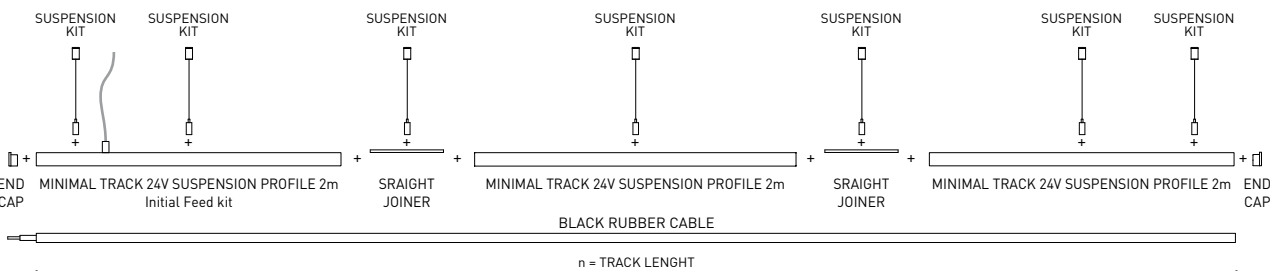 SUSPENSION
KIT
SUSPENSION
KIT
SUSPENSION
KIT
SUSPENSION
KIT
SUSPENSION
KIT
SUSPENSION
KIT
SUSPENSION
KIT
+ + + + + + +
+ + + + + +
END
CAP
MINIMAL TRACK 24V SUSPENSION PROFILE 2m
Initial Feed kit
SRAIGHT
JOINER
MINIMAL TRACK 24V SUSPENSION PROFILE 2m
SRAIGHT
JOINER
MINIMAL TRACK 24V SUSPENSION PROFILE 2m
END
CAP
BLACK RUBBER CABLE
n = TRACK LENGHT